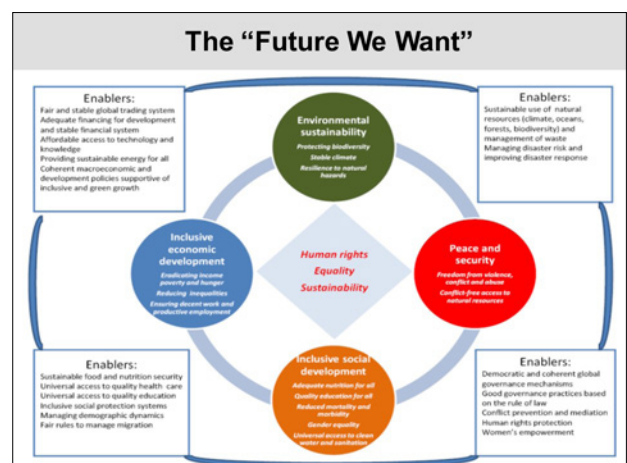 The “Future We Want”
Enablers:
Fair and stable global trading system
Adequate financing for development
and stable financial system
Affordable access to technology and
knowledge
Providing sustainable energy for all
Coherent macroeconomic and
development policies supportive of
inclusive and green growth
Environmental
sustainability
Protecting biodiversity
Stable climate
Resilience to natural
hazards
Enablers:
Sustainable use of natural
resources (climate, oceans,
forests, biodiversity) and
management of waste
Managing disaster risk and
improving disaster response
Inclusive
economic
development
Eradicating income
poverty and hunger
Reducing inequalities
Ensuring decent work and
productive employment
Human rights
Equality
Sustainability
Peace and
security
Freedom from violence,
conflict and abuse
Conflict-free access to
natural resources
Enablers:
Sustainable food and nutrition security
Universal access to quality health care
Universal access to quality education
Inclusive social protection systems
Managing demographic dynamics
Fair rules to manage migration
Inclusive social
development
Adequate nutrition for all
Quality education for all
Reduced mortality and
morbidity
Gender equality
Universal access to clean
water and sanitation
Enablers:
Democratic and coherent global
governance mechanisms
Good governance practices based
on the rule of law
Conflict prevention and mediation
Human rights protection
Women's empowerment